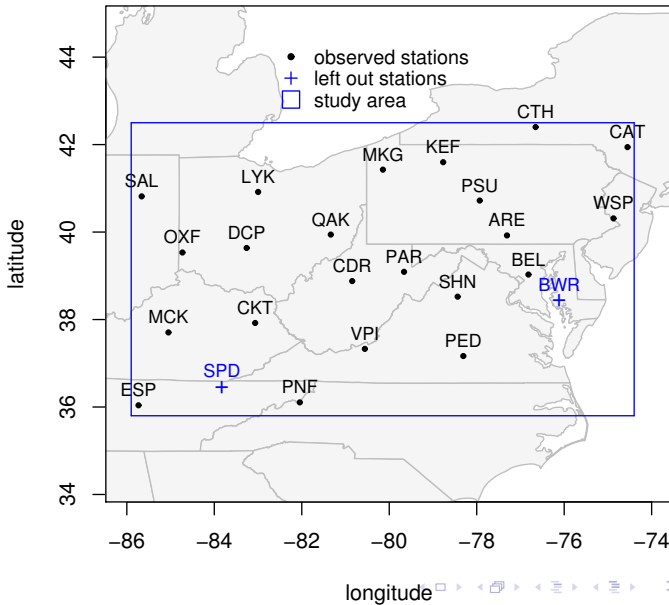 44
42
40
38
36
34
latitude
observed stations
left out stations
study area
CTH
CAT
MKG
KEF
SAL
LYK
PSU
WSP
OXF
DCP
QAK
ARE
CDR
PAR
SHN
BEL
BWR
MCK
CKT
VPI
PED
SPD
ESP
PNF
−86
−84
−82
−80
−78
−76
−74
longitude